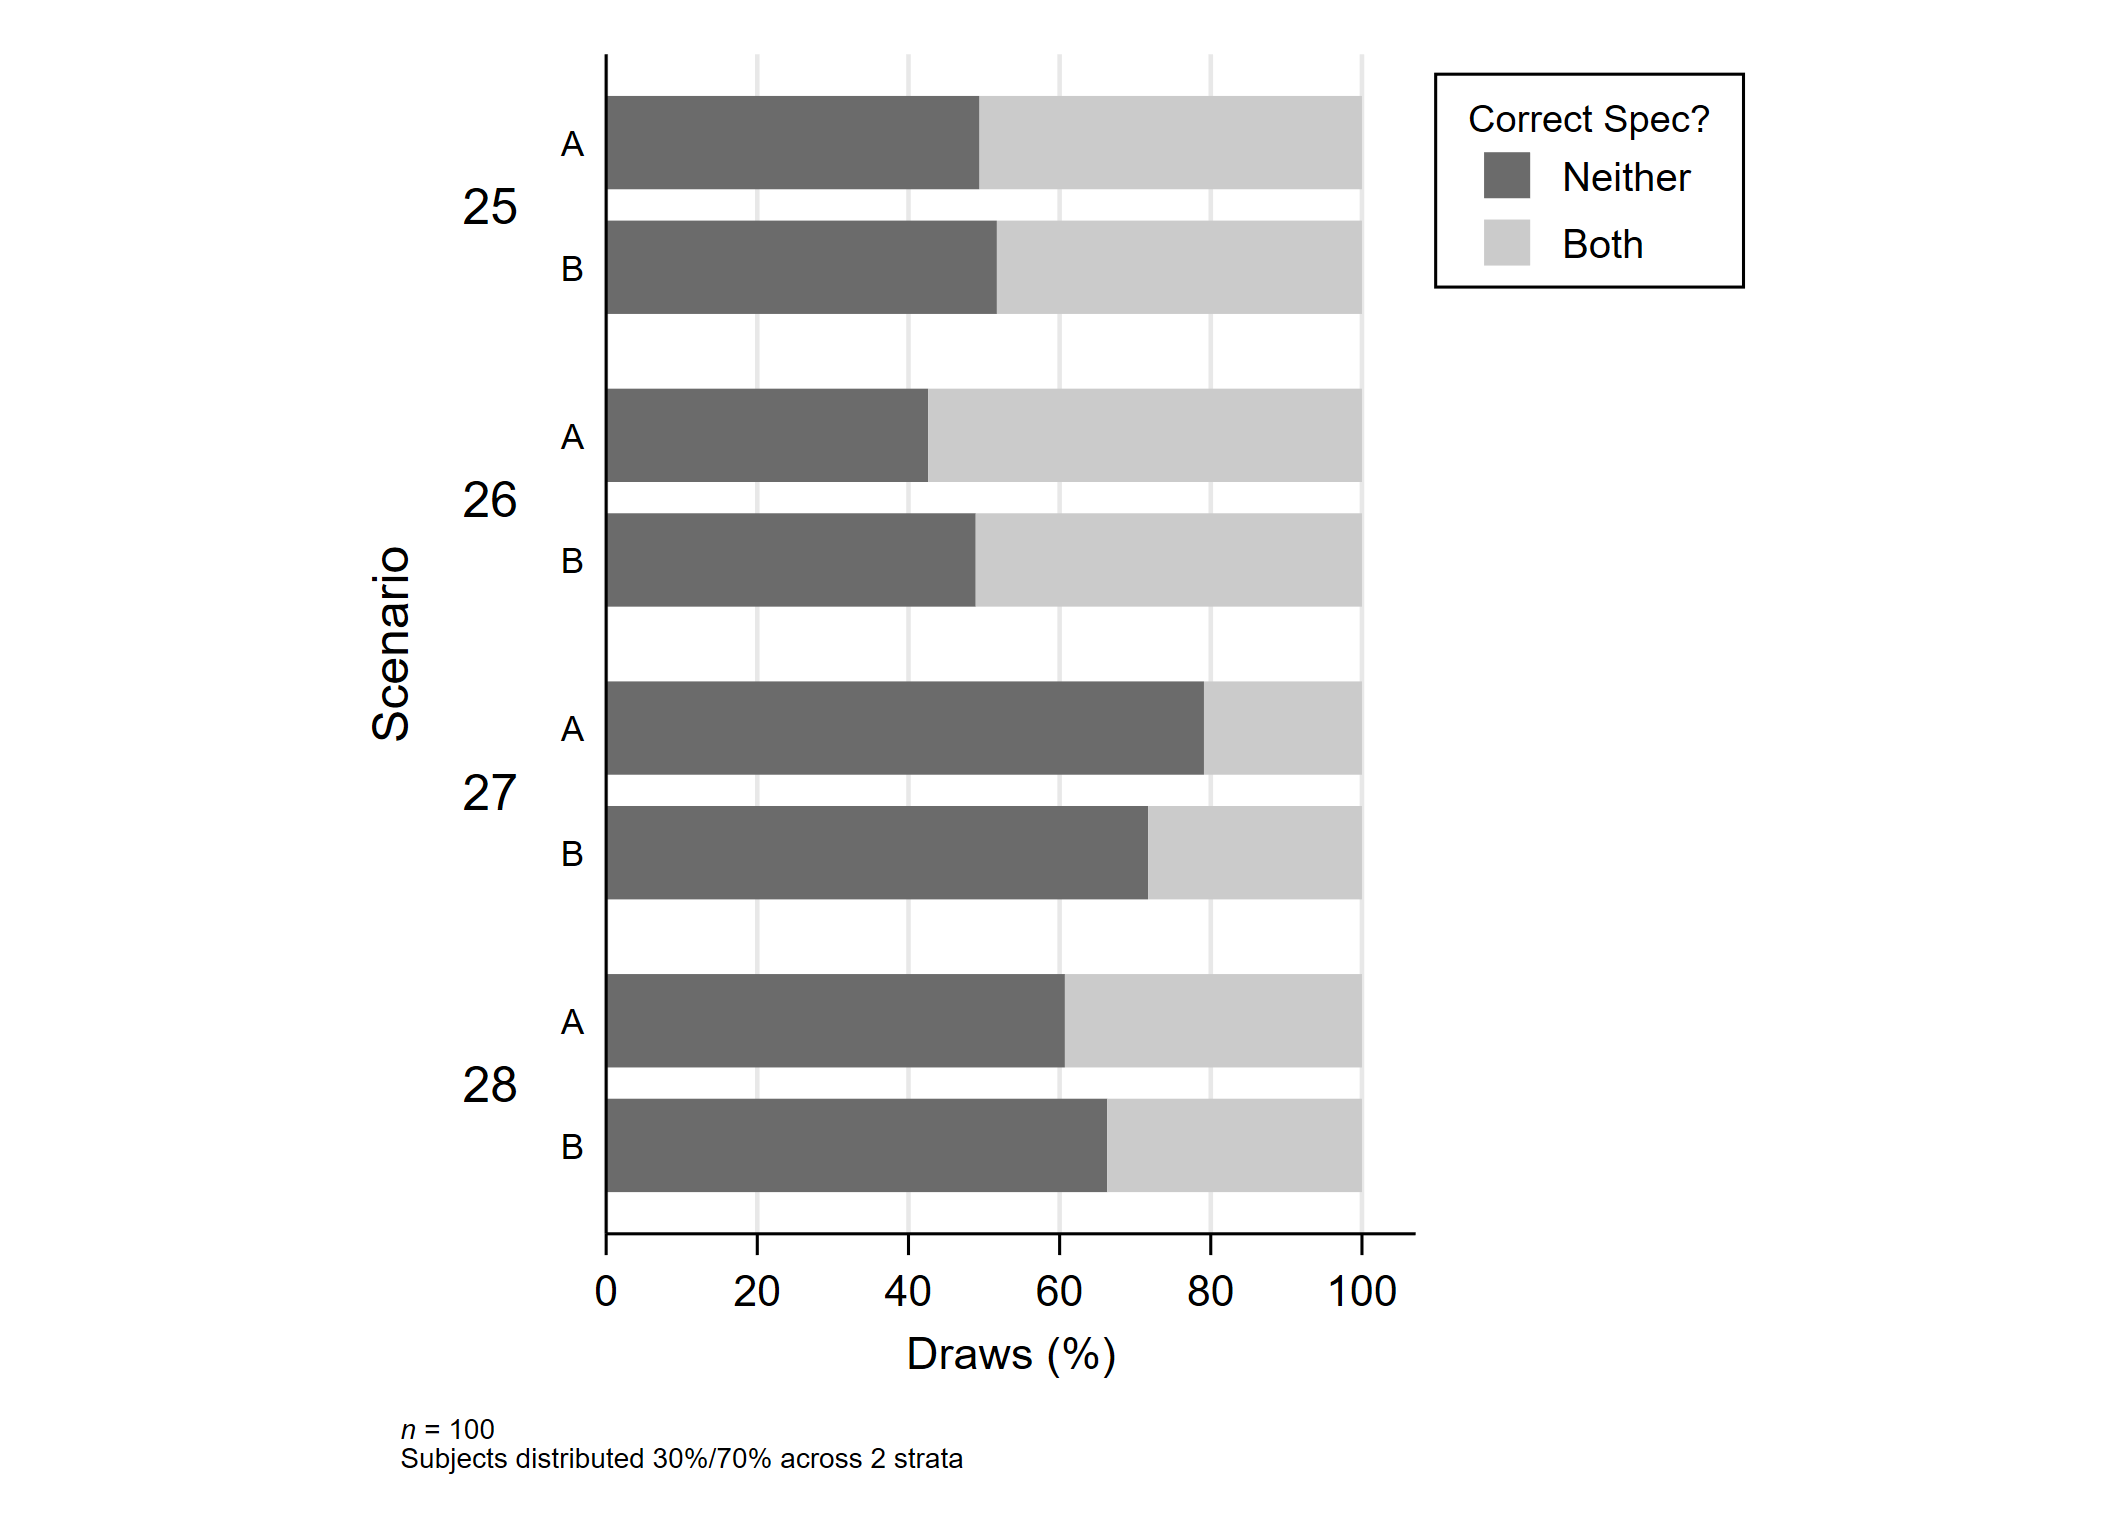 Correct Spec?
Neither
Both
Scenario
25
A
B
26
A
B
27
A
B
28
A
B
0 20 40 60 80 100
Draws (%)
n = 100
Subjects distributed 30%/70% across 2 strata